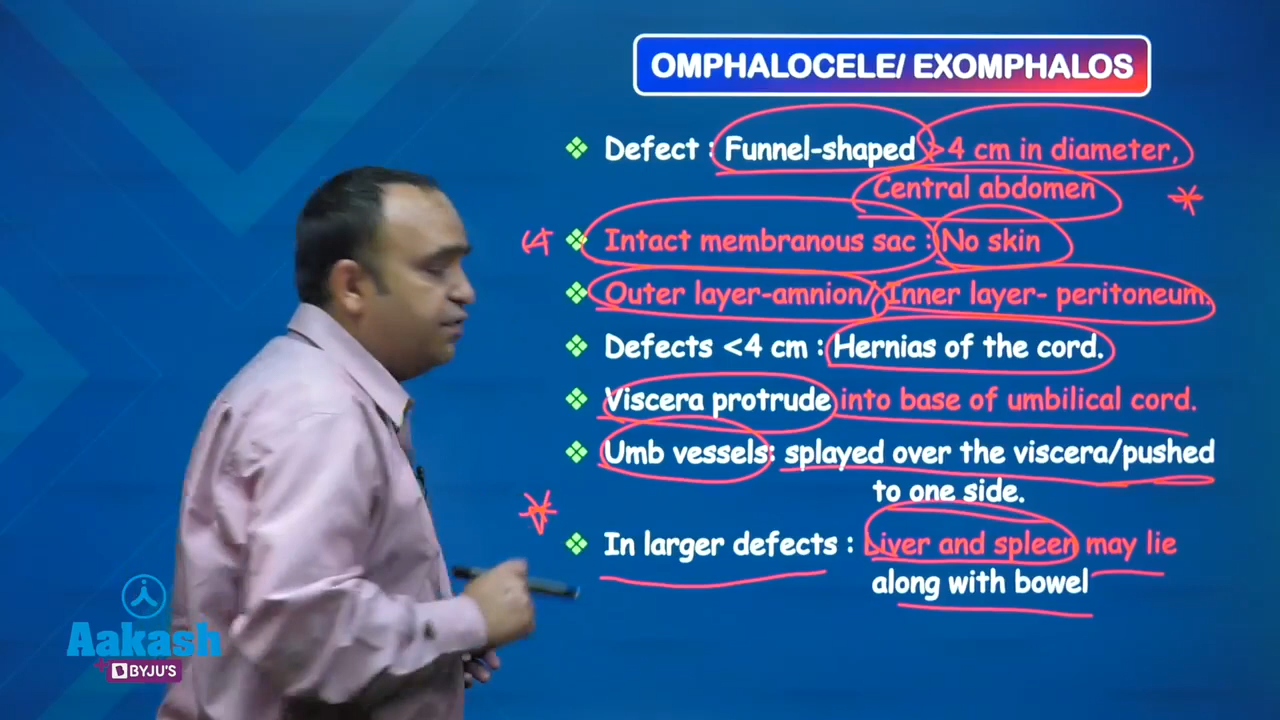 OMPHALOCELE/ EXOMPHALOS
Defect : Funnel-shaped >4 cm in diameter,
Central abdomen
Intact membranous sac : No skin
Outer layer-amnion/ Inner layer- peritoneum.
Defects <4 cm : Hernias of the cord.
Viscera protrude into base of umbilical cord.
Umb vessels: splayed over the viscera/pushed
to one side.
In larger defects : Liver and spleen may lie
along with bowel
Aakash
BYJU'S